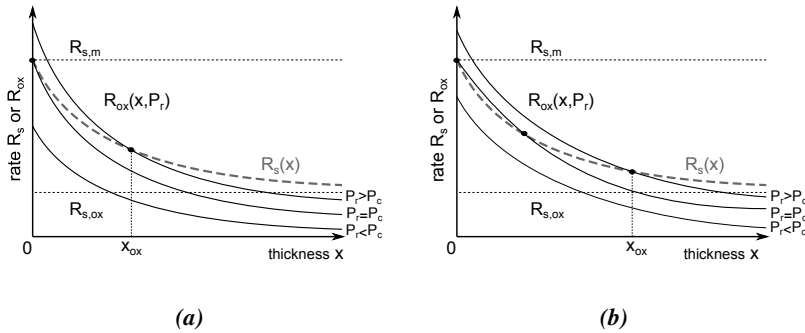 rate R_s or R_ox
R_s,m
R_ox(x,P_r)
R_s(x)
R_s,ox
P_r>P_c
P_r=P_c
P_r<P_c
0
x_ox
thickness x
(a)
rate R_s or R_ox
R_s,m
R_ox(x,P_r)
R_s(x)
R_s,ox
P_r>P_c
P_r=P_c
P_r<P_c
0
x_ox
thickness x
(b)